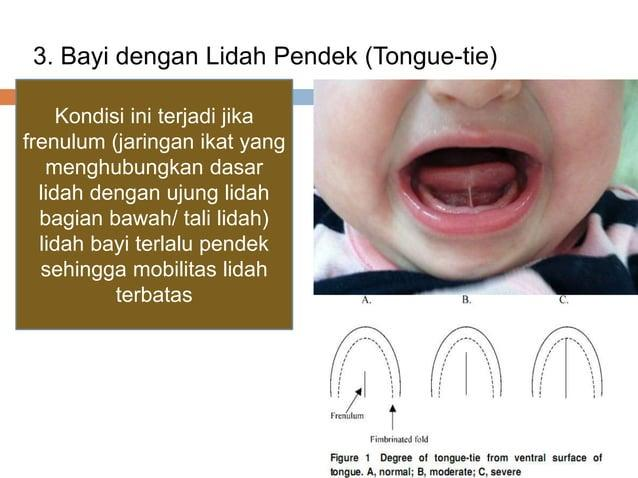 3. Bayi dengan Lidah Pendek (Tongue-tie)
Kondisi ini terjadi jika
frenulum (jaringan ikat yang
menghubungkan dasar
lidah dengan ujung lidah
bagian bawah/ tali lidah)
lidah bayi terlalu pendek
sehingga mobilitas lidah
terbatas
A. B. C.
Frenulum
Fimbrinated fold
Figure 1 Degree of tongue-tie from ventral surface of
tongue. A, normal; B, moderate; C, severe